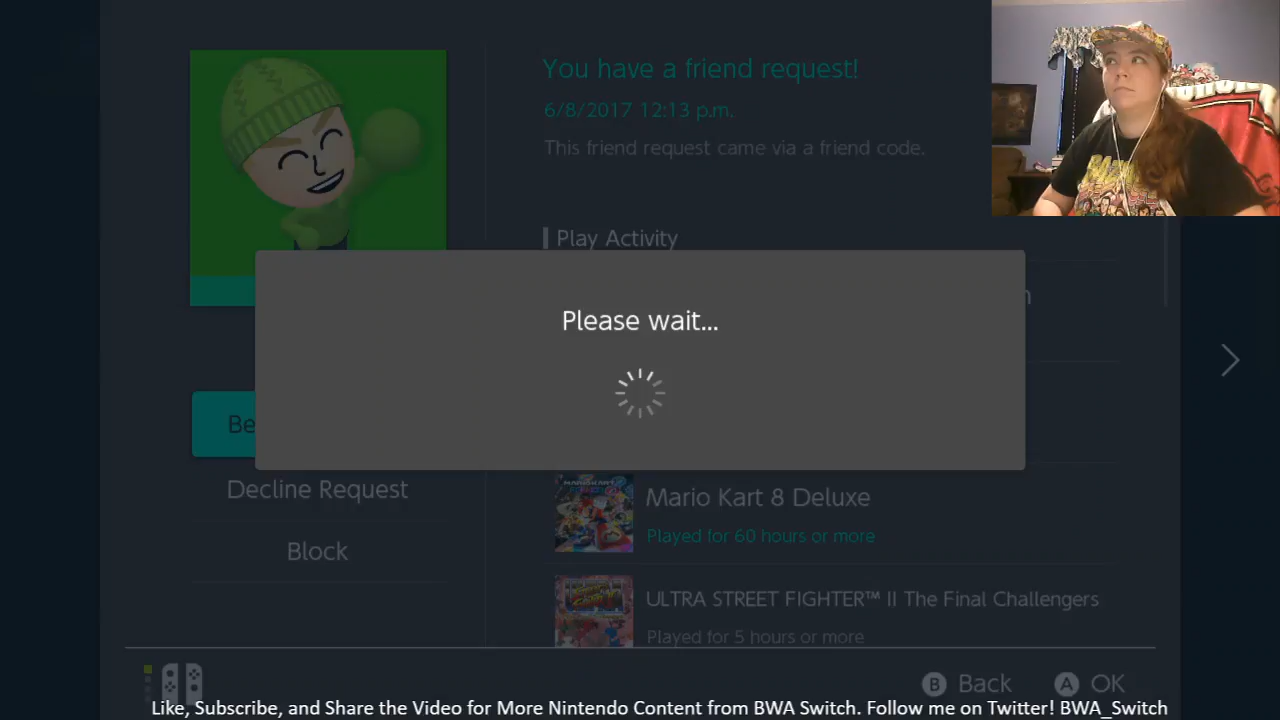 You have a friend request!
6/8/2017 12:13 p.m.
This friend request came via a friend code.
Play Activity
Please wait...
Be
Decline Request
Block
Mario Kart 8 Deluxe
Played for 60 hours or more
ULTRA STREET FIGHTER™ II The Final Challengers
Played for 5 hours or more
B Back
A OK
Like, Subscribe, and Share the Video for More Nintendo Content from BWA Switch. Follow me on Twitter! BWA_Switch